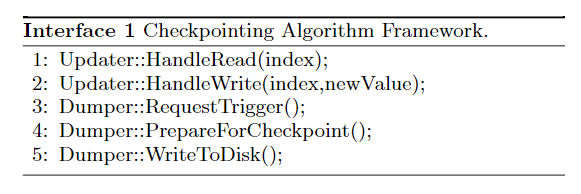 Interface 1 Checkpointing Algorithm Framework.
1: Updater::HandleRead(index);
2: Updater::HandleWrite(index,newValue);
3: Dumper::RequestTrigger();
4: Dumper::PrepareForCheckpoint();
5: Dumper::WriteToDisk();